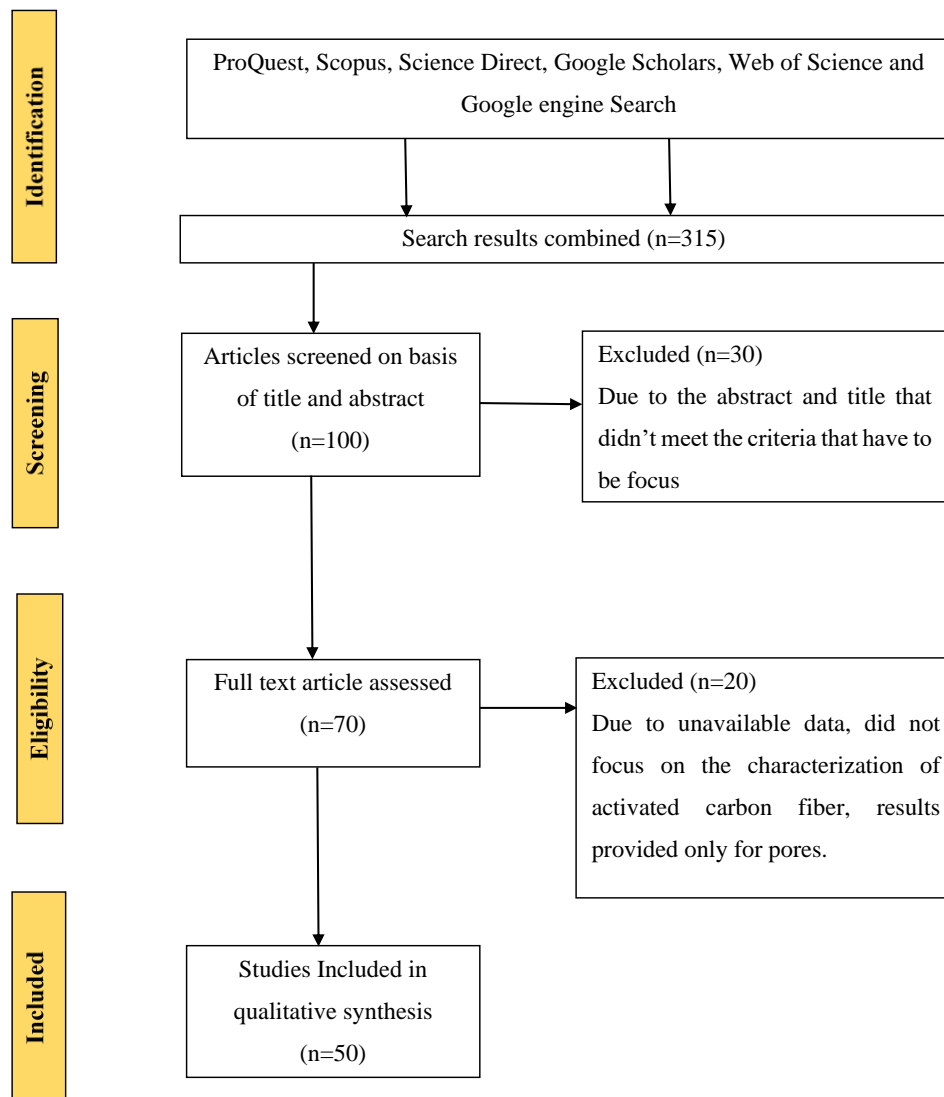 Identification
ProQuest, Scopus, Science Direct, Google Scholars, Web of Science and
Google engine Search
Search results combined (n=315)
Screening
Articles screened on basis
of title and abstract
(n=100)
Excluded (n=30)
Due to the abstract and title that
didn’t meet the criteria that have to
be focus
Eligibility
Full text article assessed
(n=70)
Excluded (n=20)
Due to unavailable data, did not
focus on the characterization of
activated carbon fiber, results
provided only for pores.
Included
Studies Included in
qualitative synthesis
(n=50)